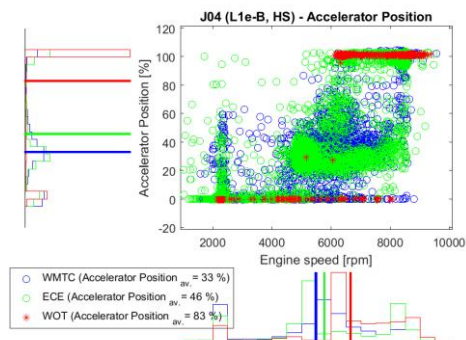 J04 (L1e-B, HS) - Accelerator Position
Accelerator Position [%]
120
100
80
60
40
20
0
-20
2000 4000 6000 8000 10000
Engine speed [rpm]
WMTC (Accelerator Position av. = 33 %)
ECE (Accelerator Position av. = 46 %)
WOT (Accelerator Position av. = 83 %)